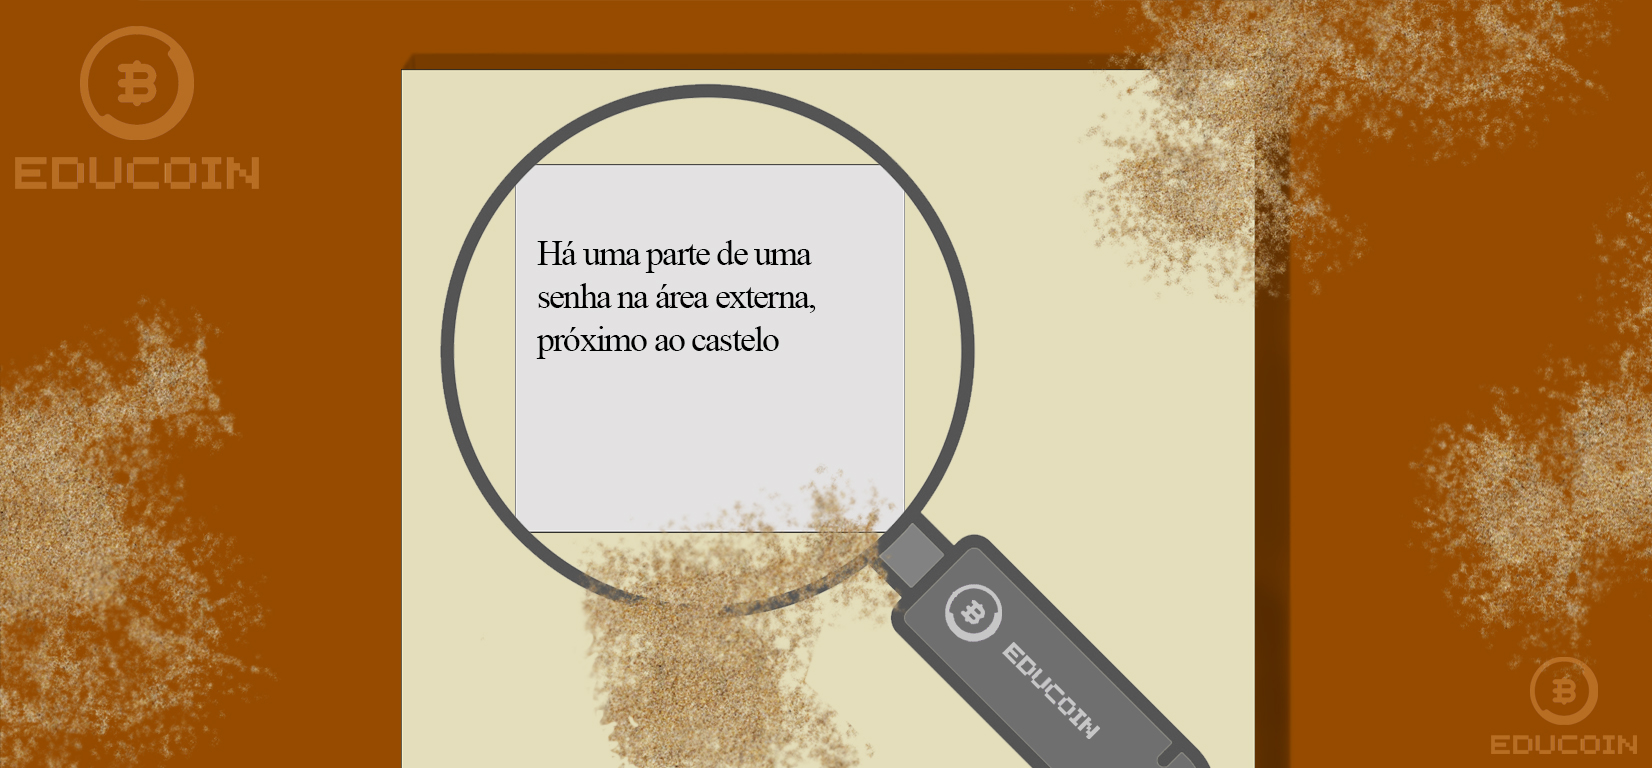 EDUCOIN
Há uma parte de uma
senha na área externa,
próximo ao castelo
EDUCOIN
EDUCOIN